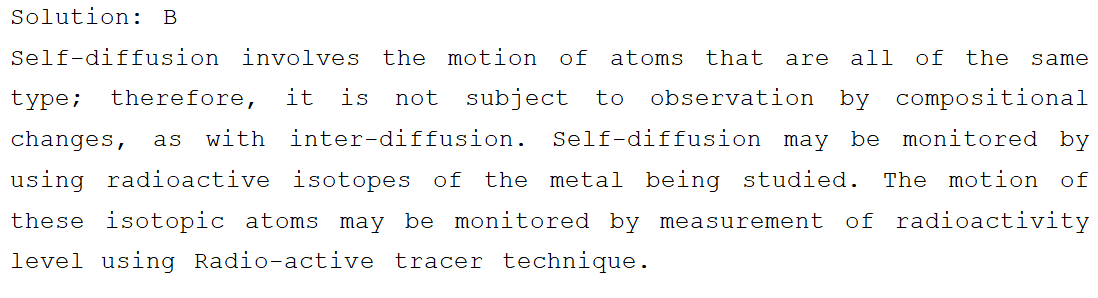 Solution: B
Self-diffusion involves the motion of atoms that are all of the same
type; therefore, it is not subject to observation by compositional
changes, as with inter-diffusion. Self-diffusion may be monitored by
using radioactive isotopes of the metal being studied. The motion of
these isotopic atoms may be monitored by measurement of radioactivity
level using Radio-active tracer technique.